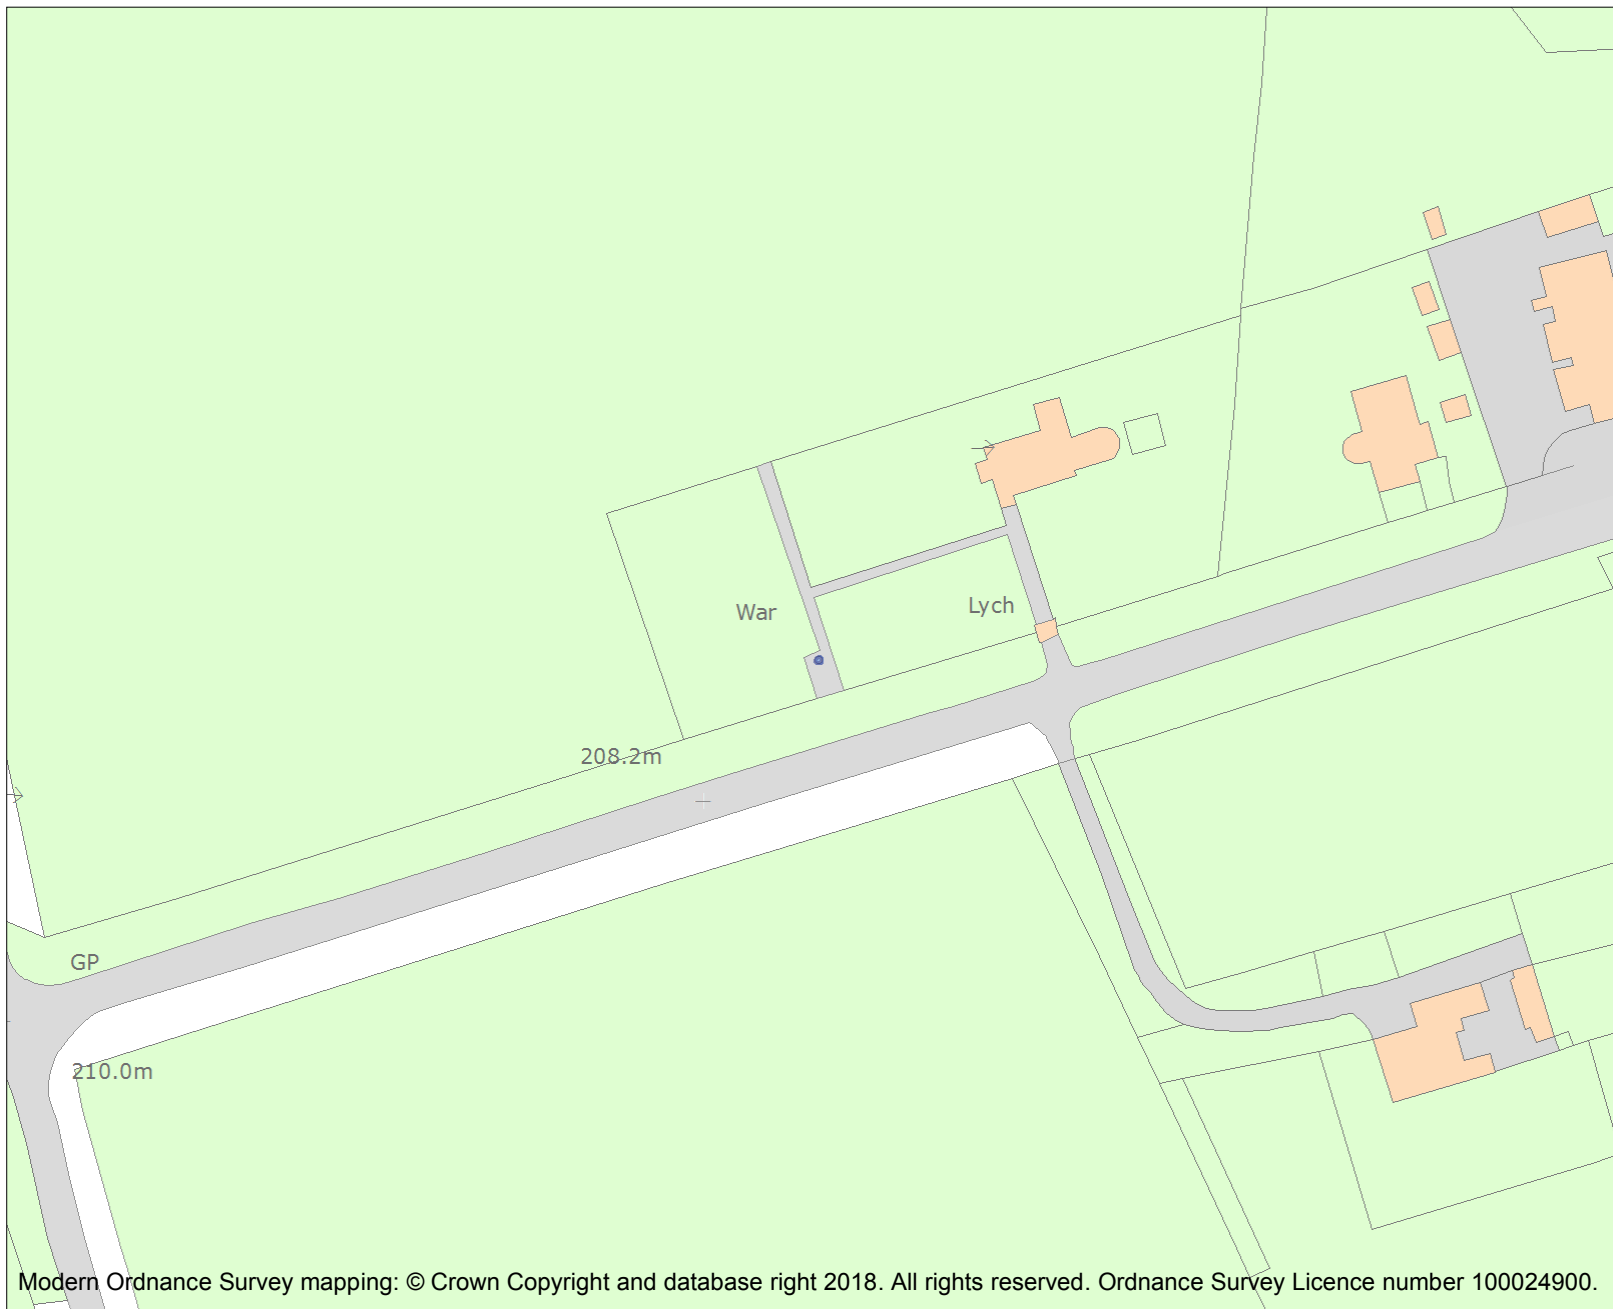 War
Lych
208.2m
GP
210.0m
Modern Ordnance Survey mapping: © Crown Copyright and database right 2018. All rights reserved. Ordnance Survey Licence number 100024900.